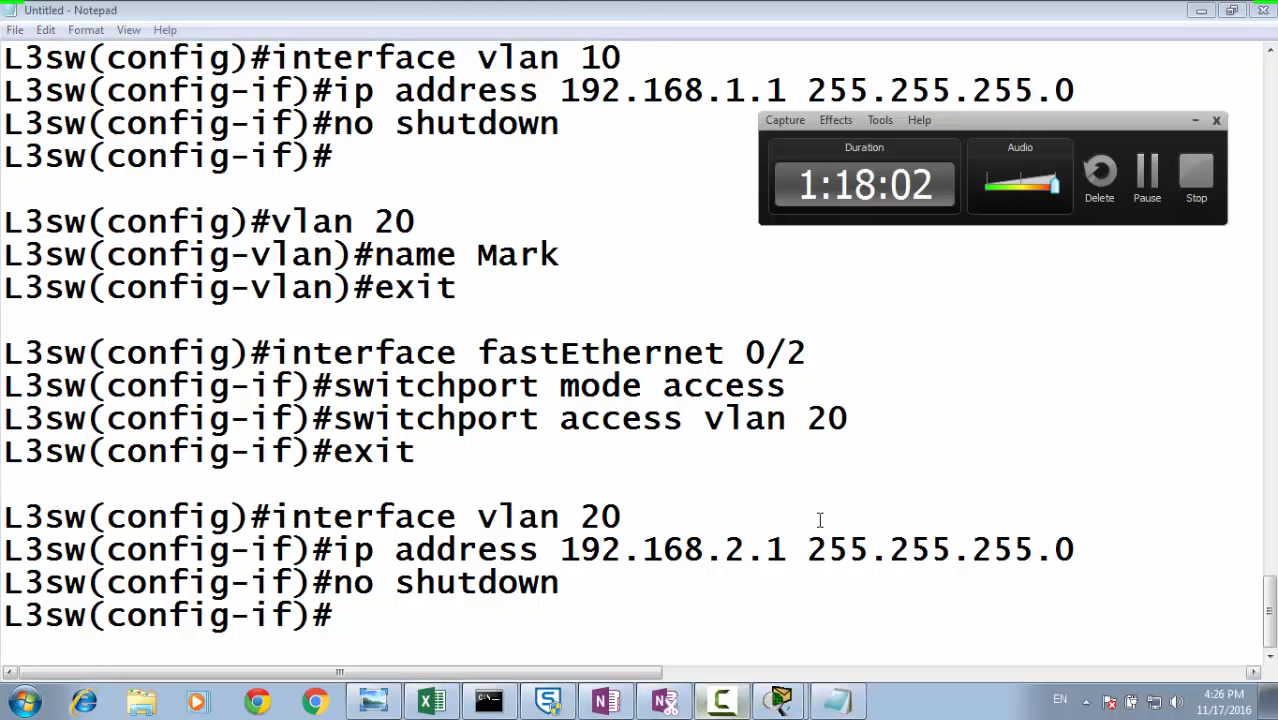 Untitled - Notepad
File Edit Format View Help
L3sw(config)#interface vlan 10
L3sw(config-if)#ip address 192.168.1.1 255.255.255.0
L3sw(config-if)#no shutdown
L3sw(config-if)#
Capture Effects Tools Help
Duration Audio
1:18:02
Delete Pause Stop
L3sw(config)#vlan 20
L3sw(config-vlan)#name Mark
L3sw(config-vlan)#exit
L3sw(config)#interface fastEthernet 0/2
L3sw(config-if)#switchport mode access
L3sw(config-if)#switchport access vlan 20
L3sw(config-if)#exit
L3sw(config)#interface vlan 20
L3sw(config-if)#ip address 192.168.2.1 255.255.255.0
L3sw(config-if)#no shutdown
L3sw(config-if)#
EN
4:26 PM
11/17/2016